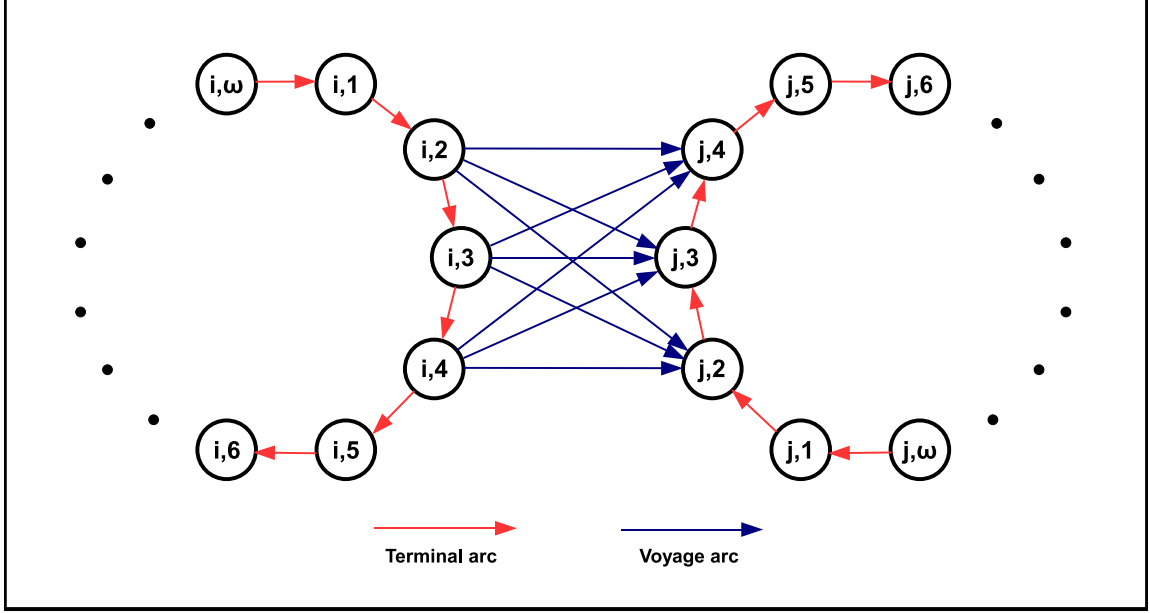 i,ω
i,1
j,5
j,6
i,2
j,4
i,3
j,3
i,4
j,2
i,6
i,5
j,1
j,ω
Terminal arc
Voyage arc